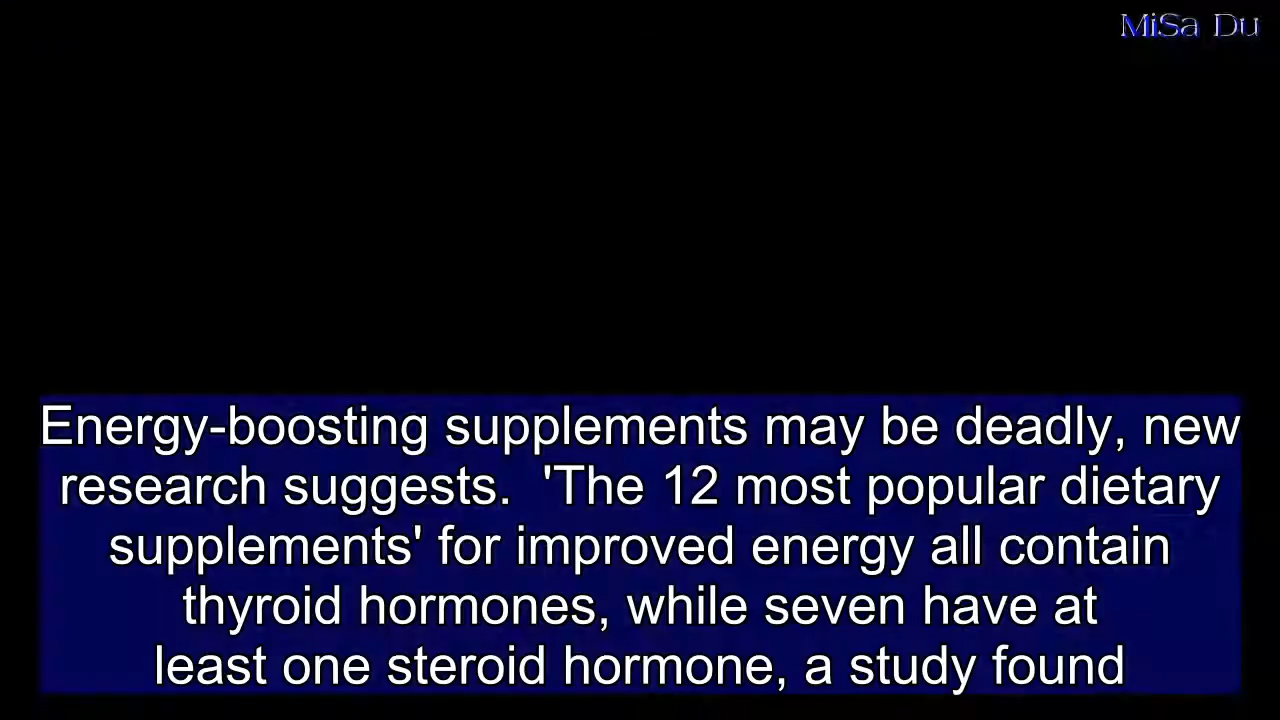 MiSa Du
Energy-boosting supplements may be deadly, new
research suggests.  'The 12 most popular dietary
supplements' for improved energy all contain
thyroid hormones, while seven have at
least one steroid hormone, a study found